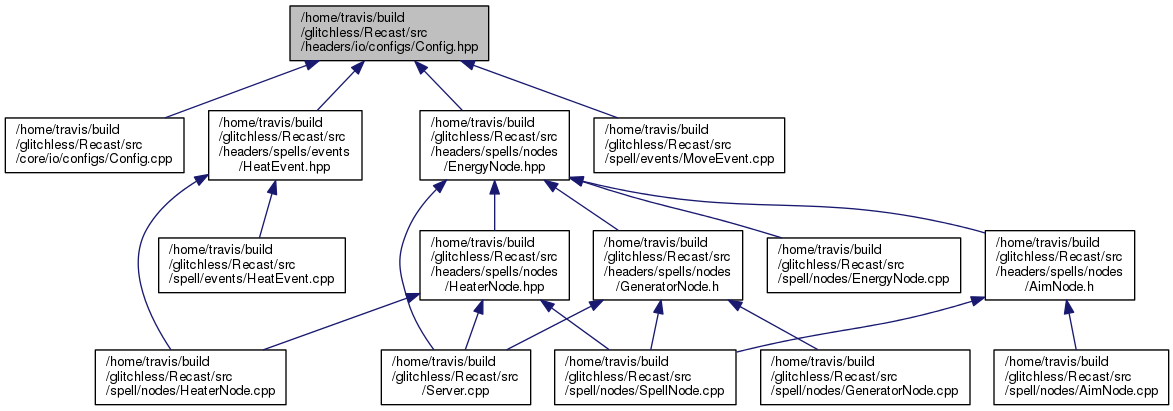 /home/travis/build
/glitchless/Recast/src
/headers/io/configs/Config.hpp
/home/travis/build
/glitchless/Recast/src
/core/io/configs/Config.cpp
/home/travis/build
/glitchless/Recast/src
/headers/spells/events
/HeatEvent.hpp
/home/travis/build
/glitchless/Recast/src
/headers/spells/nodes
/EnergyNode.hpp
/home/travis/build
/glitchless/Recast/src
/spell/events/MoveEvent.cpp
/home/travis/build
/glitchless/Recast/src
/spell/events/HeatEvent.cpp
/home/travis/build
/glitchless/Recast/src
/headers/spells/nodes
/HeaterNode.hpp
/home/travis/build
/glitchless/Recast/src
/headers/spells/nodes
/GeneratorNode.h
/home/travis/build
/glitchless/Recast/src
/spell/nodes/EnergyNode.cpp
/home/travis/build
/glitchless/Recast/src
/headers/spells/nodes
/AimNode.h
/home/travis/build
/glitchless/Recast/src
/spell/nodes/HeaterNode.cpp
/home/travis/build
/glitchless/Recast/src
/Server.cpp
/home/travis/build
/glitchless/Recast/src
/spell/nodes/SpellNode.cpp
/home/travis/build
/glitchless/Recast/src
/spell/nodes/GeneratorNode.cpp
/home/travis/build
/glitchless/Recast/src
/spell/nodes/AimNode.cpp